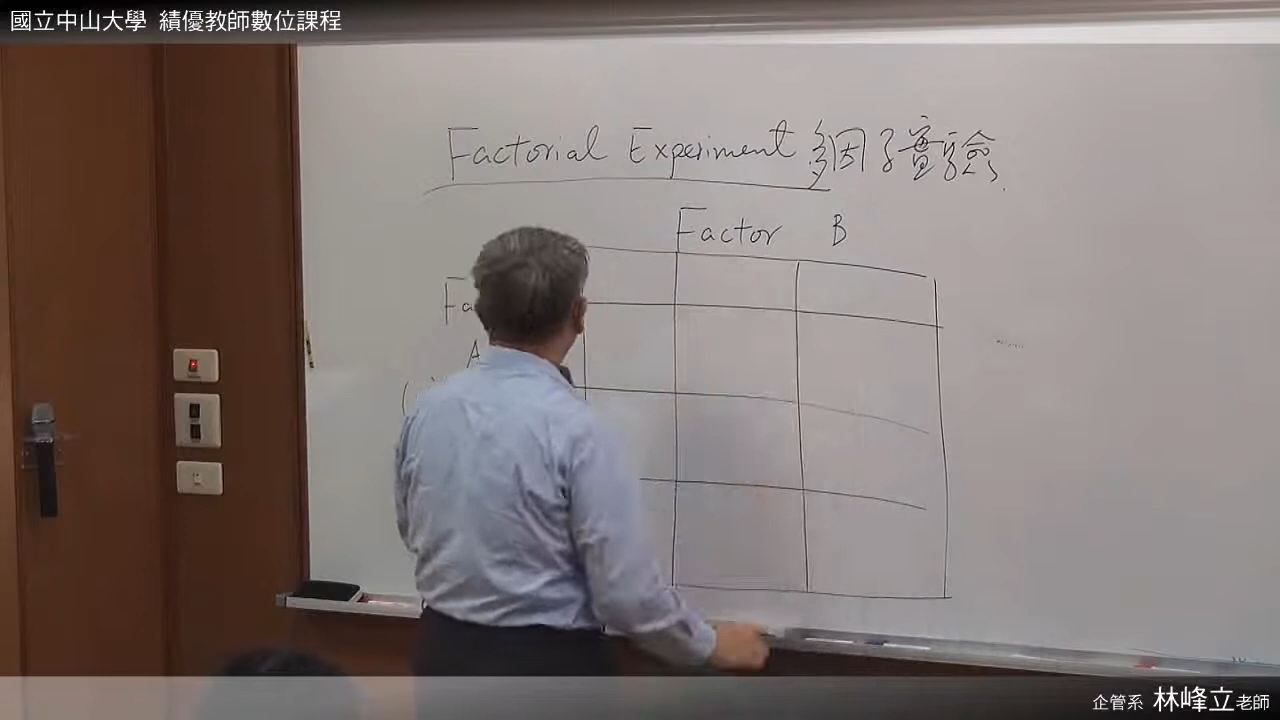 國立中山大學 績優教師數位課程
Factorial Experiment 多因子實驗
Factor B
Fa
A
(
企管系 林峰立老師